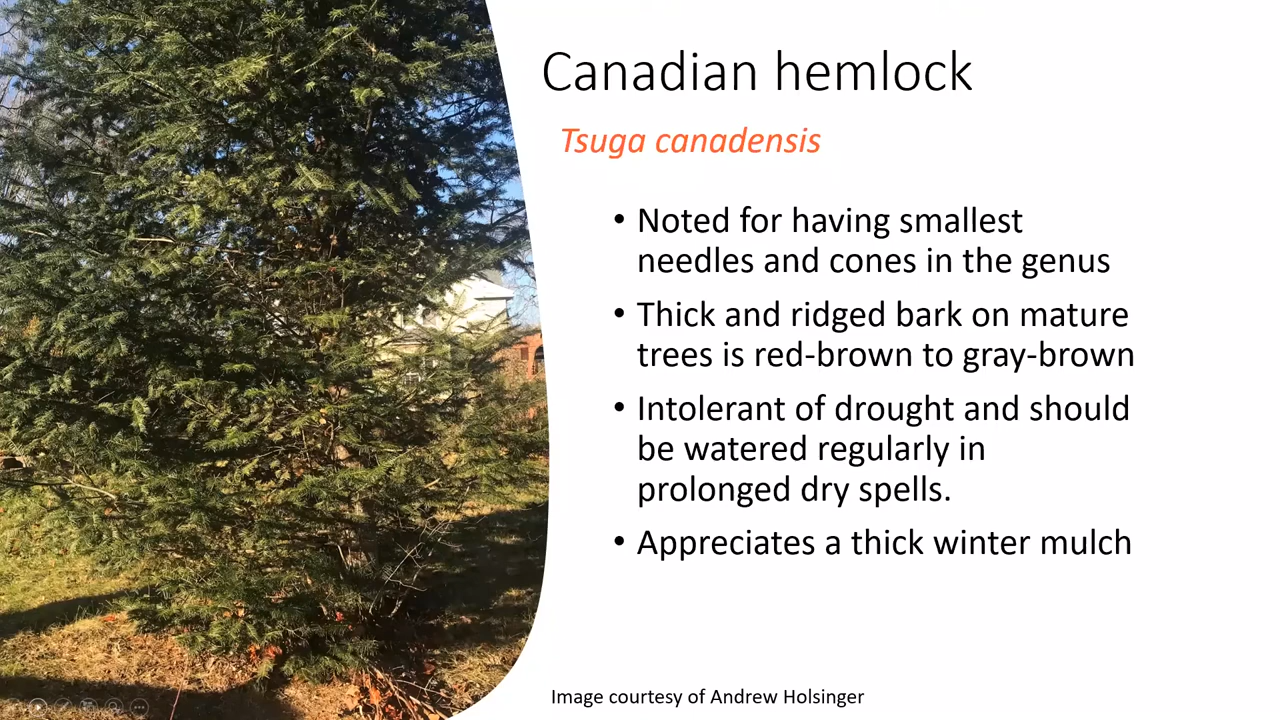 Canadian hemlock
Tsuga canadensis
• Noted for having smallest
needles and cones in the genus
• Thick and ridged bark on mature
trees is red-brown to gray-brown
• Intolerant of drought and should
be watered regularly in
prolonged dry spells.
• Appreciates a thick winter mulch
Image courtesy of Andrew Holsinger